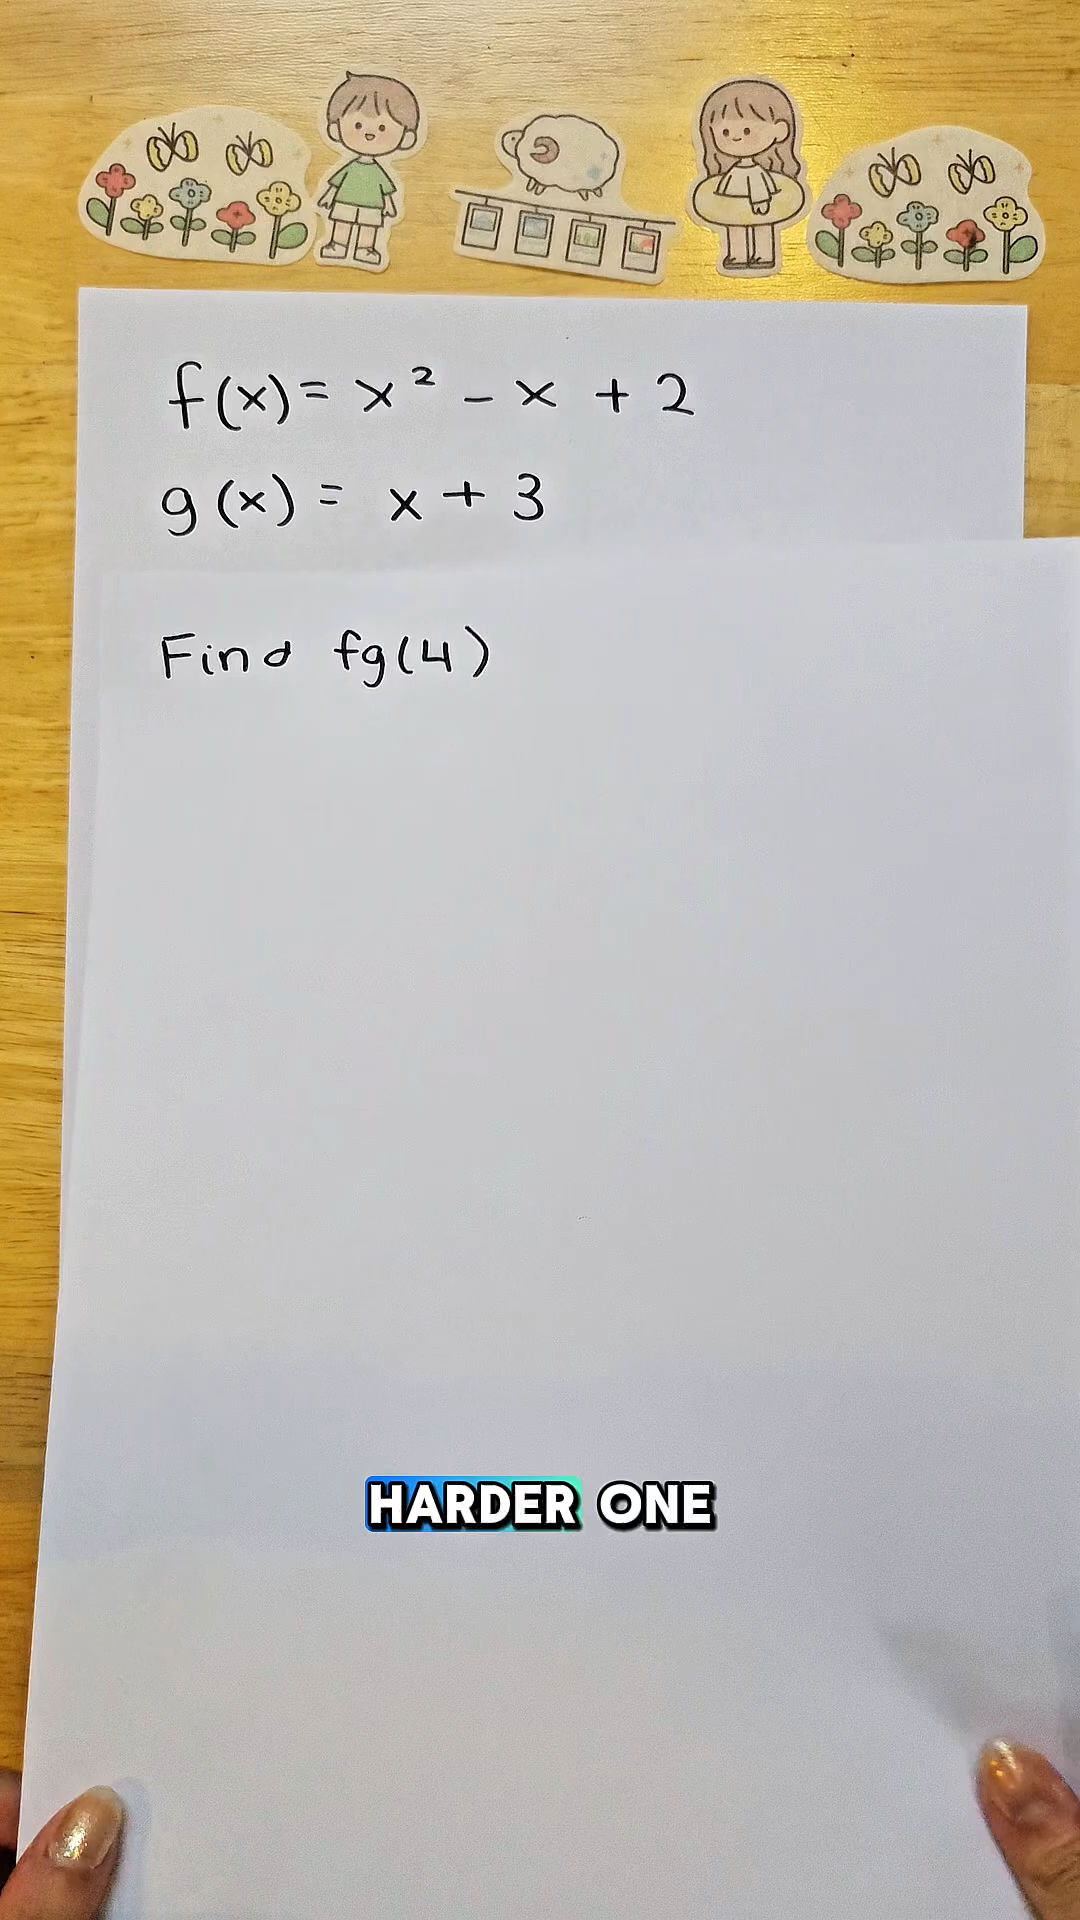 f(x) = x² - x + 2
g(x) = x + 3
Find fg(4)
HARDER ONE